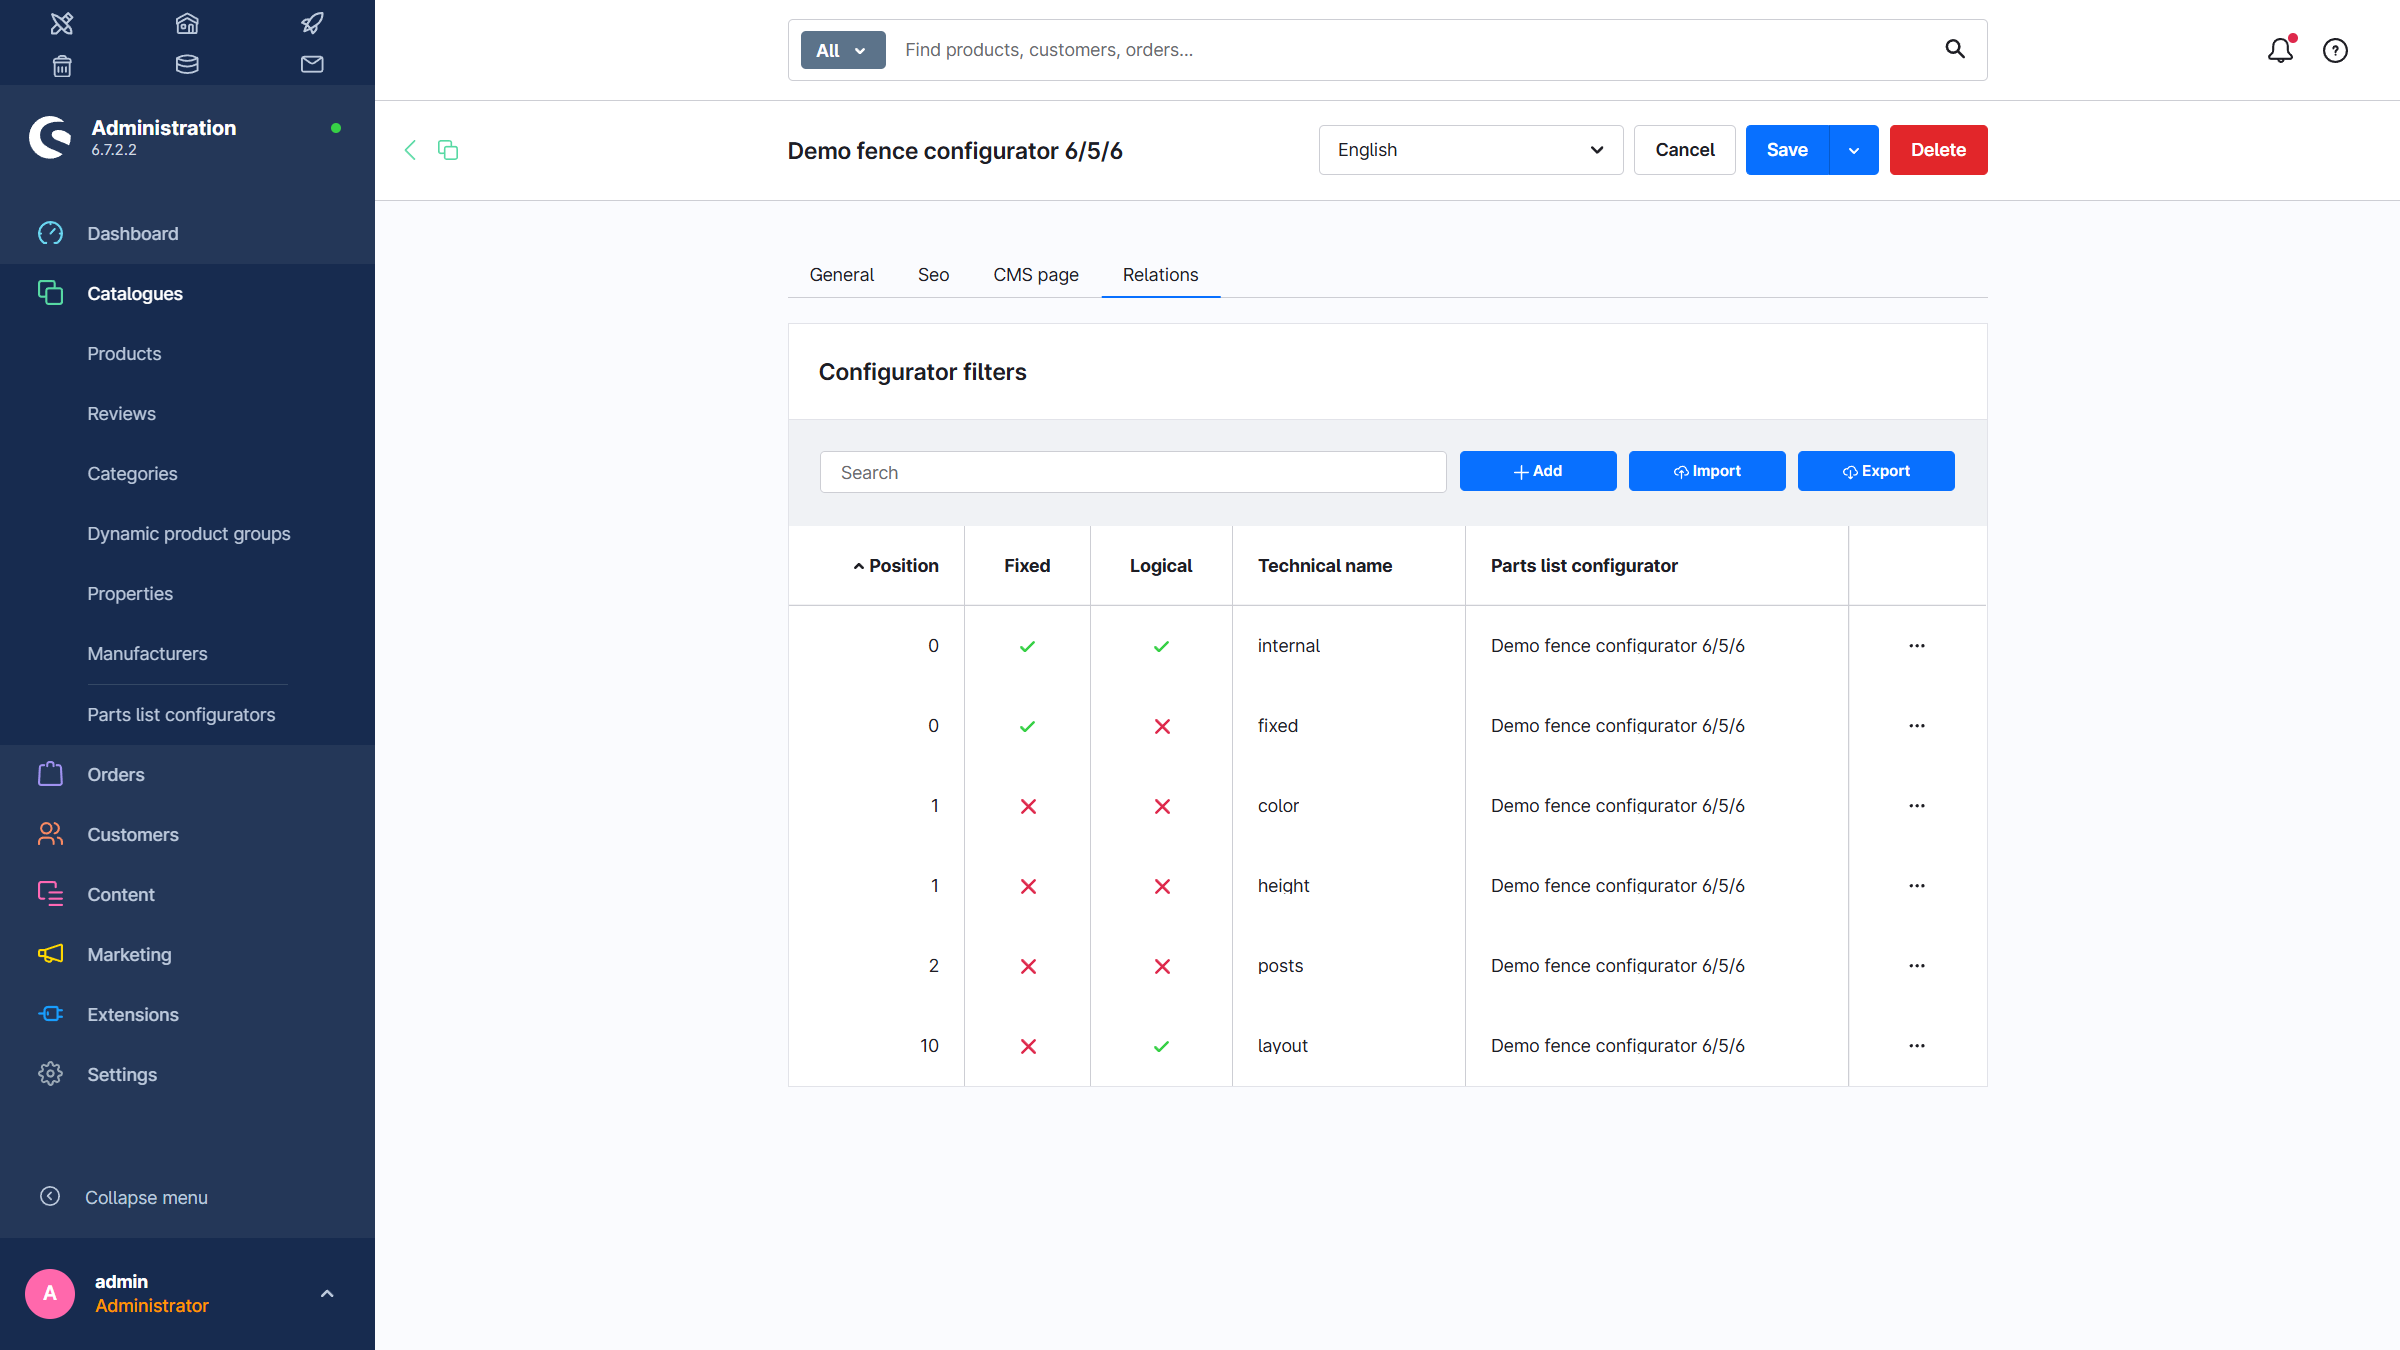 Administration
6.7.2.2
Dashboard
Catalogues
Products
Reviews
Categories
Dynamic product groups
Properties
Manufacturers
Parts list configurators
Orders
Customers
Content
Marketing
Extensions
Settings
Collapse menu
A
admin
Administrator
All
Find products, customers, orders...
Demo fence configurator 6/5/6
English
Cancel
Save
Delete
General Seo CMS page Relations
Configurator filters
Search
Add
Import
Export
Position Fixed Logical Technical name Parts list configurator
0 internal Demo fence configurator 6/5/6
0 fixed Demo fence configurator 6/5/6
1 color Demo fence configurator 6/5/6
1 height Demo fence configurator 6/5/6
2 posts Demo fence configurator 6/5/6
10 layout Demo fence configurator 6/5/6